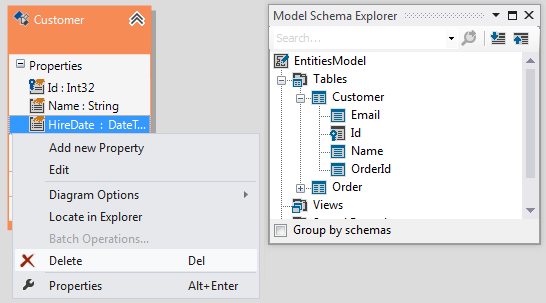 Customer
Properties
Id : Int32
Name : String
HireDate : DateT...
Add new Property
Edit
Diagram Options
Locate in Explorer
Batch Operations...
Delete Del
Properties Alt+Enter
Model Schema Explorer
Search...
EntitiesModel
Tables
Customer
Email
Id
Name
OrderId
Order
Views
Group by schemas